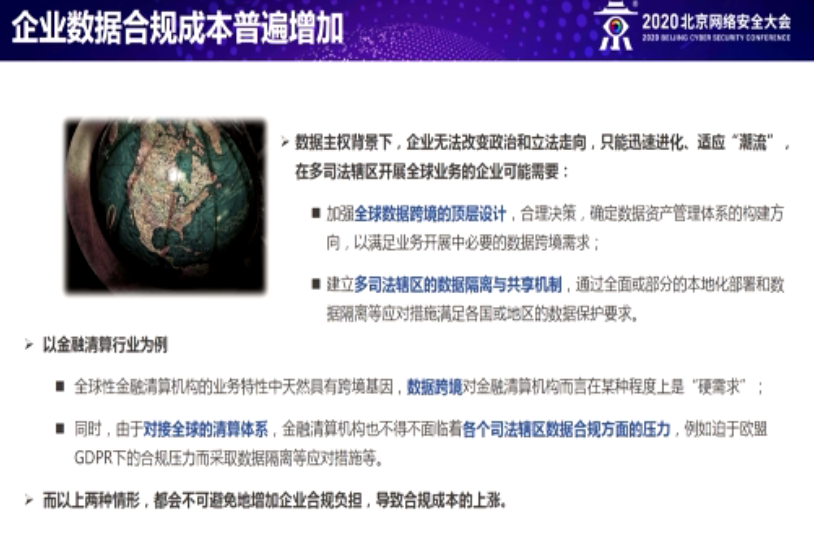 企业数据合规成本普遍增加
2020北京网络安全大会
2020 BEIJING CYBER SECURITY CONFERENCE
➢ 数据主权背景下，企业无法改变政治和立法走向，只能迅速进化、适应“潮流”，
在多司法辖区开展全球业务的企业可能需要：
■ 加强全球数据跨境的顶层设计，合理决策，确定数据资产管理体系的构建方
向，以满足业务开展中必要的数据跨境需求；
■ 建立多司法辖区的数据隔离与共享机制，通过全面或部分的本地化部署和数
据隔离等应对措施满足各国或地区的数据保护要求。
➢ 以金融清算行业为例
■ 全球性金融清算机构的业务特性中天然具有跨境基因，数据跨境对金融清算机构而言在某种程度上是“硬需求”；
■ 同时，由于对接全球的清算体系，金融清算机构也不得不面临着各个司法辖区数据合规方面的压力，例如迫于欧盟
GDPR下的合规压力而采取数据隔离等应对措施等。
➢ 而以上两种情形，都会不可避免地增加企业合规负担，导致合规成本的上涨。